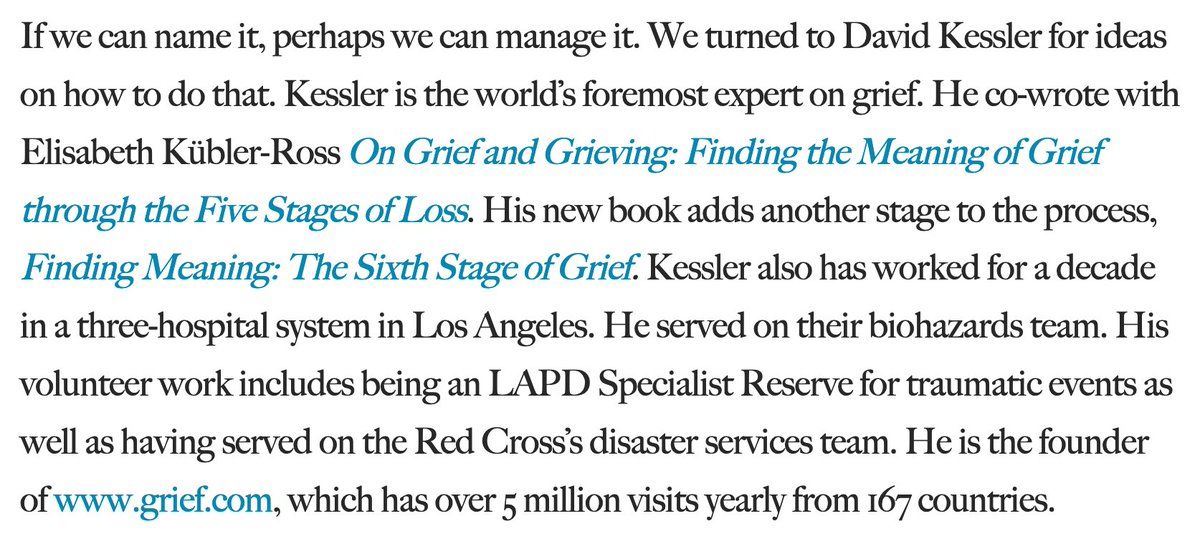 If we can name it, perhaps we can manage it. We turned to David Kessler for ideas
on how to do that. Kessler is the world’s foremost expert on grief. He co-wrote with
Elisabeth Kübler-Ross On Grief and Grieving: Finding the Meaning of Grief
through the Five Stages of Loss. His new book adds another stage to the process,
Finding Meaning: The Sixth Stage of Grief. Kessler also has worked for a decade
in a three-hospital system in Los Angeles. He served on their biohazards team. His
volunteer work includes being an LAPD Specialist Reserve for traumatic events as
well as having served on the Red Cross’s disaster services team. He is the founder
of www.grief.com, which has over 5 million visits yearly from 167 countries.